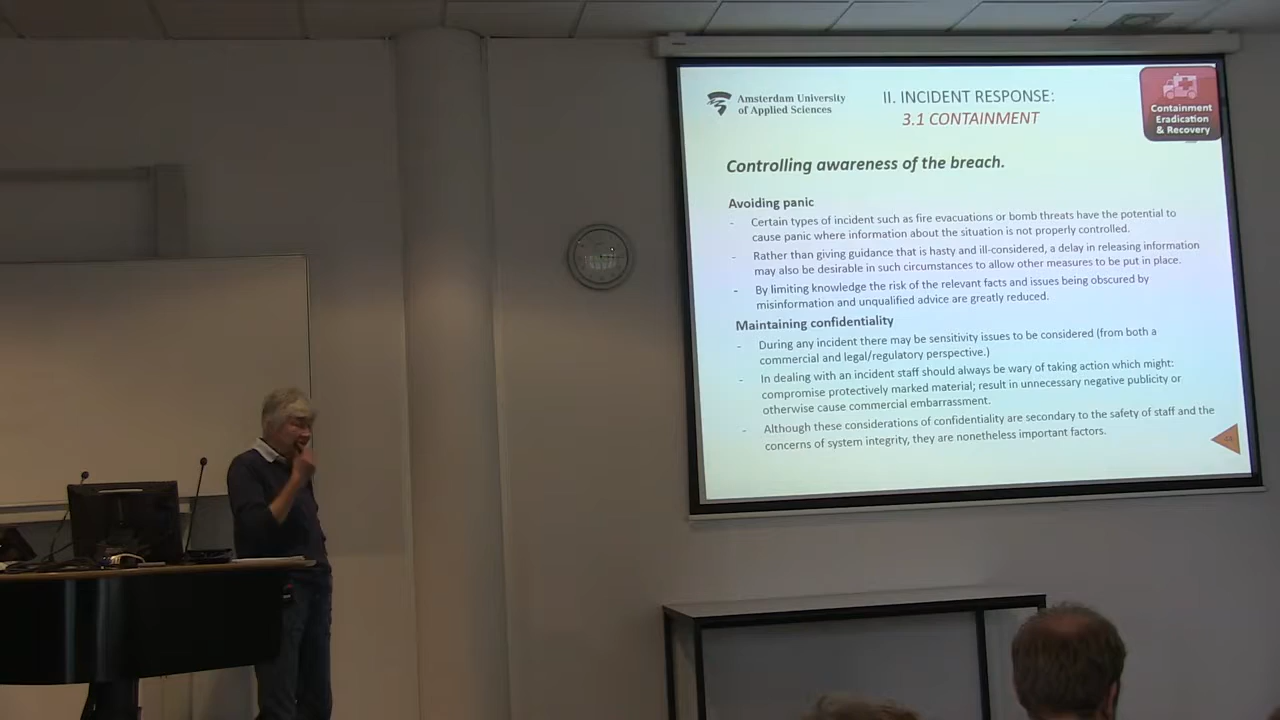 Amsterdam University
of Applied Sciences
II. INCIDENT RESPONSE:
3.1 CONTAINMENT
Containment
Eradication
& Recovery
Controlling awareness of the breach.
Avoiding panic
- Certain types of incident such as fire evacuations or bomb threats have the potential to
cause panic where information about the situation is not properly controlled.
- Rather than giving guidance that is hasty and ill-considered, a delay in releasing information
may also be desirable in such circumstances to allow other measures to be put in place.
- By limiting knowledge the risk of the relevant facts and issues being obscured by
misinformation and unqualified advice are greatly reduced.
Maintaining confidentiality
- During any incident there may be sensitivity issues to be considered (from both a
commercial and legal/regulatory perspective.)
- In dealing with an incident staff should always be wary of taking action which might:
compromise protectively marked material; result in unnecessary negative publicity or
otherwise cause commercial embarrassment.
- Although these considerations of confidentiality are secondary to the safety of staff and the
concerns of system integrity, they are nonetheless important factors.